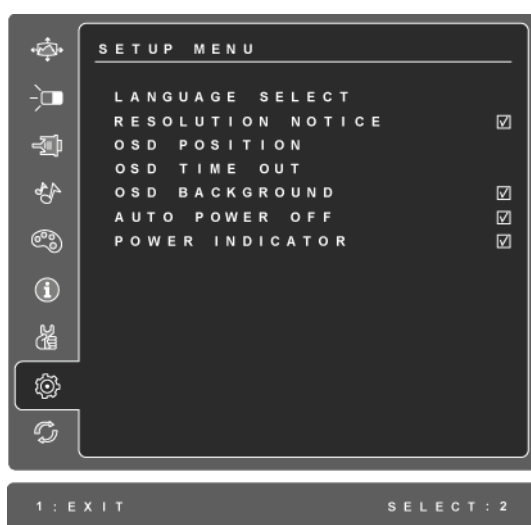 SETUP MENU
LANGUAGE SELECT
RESOLUTION NOTICE ☑
OSD POSITION
OSD TIME OUT
OSD BACKGROUND ☑
AUTO POWER OFF ☑
POWER INDICATOR ☑
1:EXIT SELECT:2